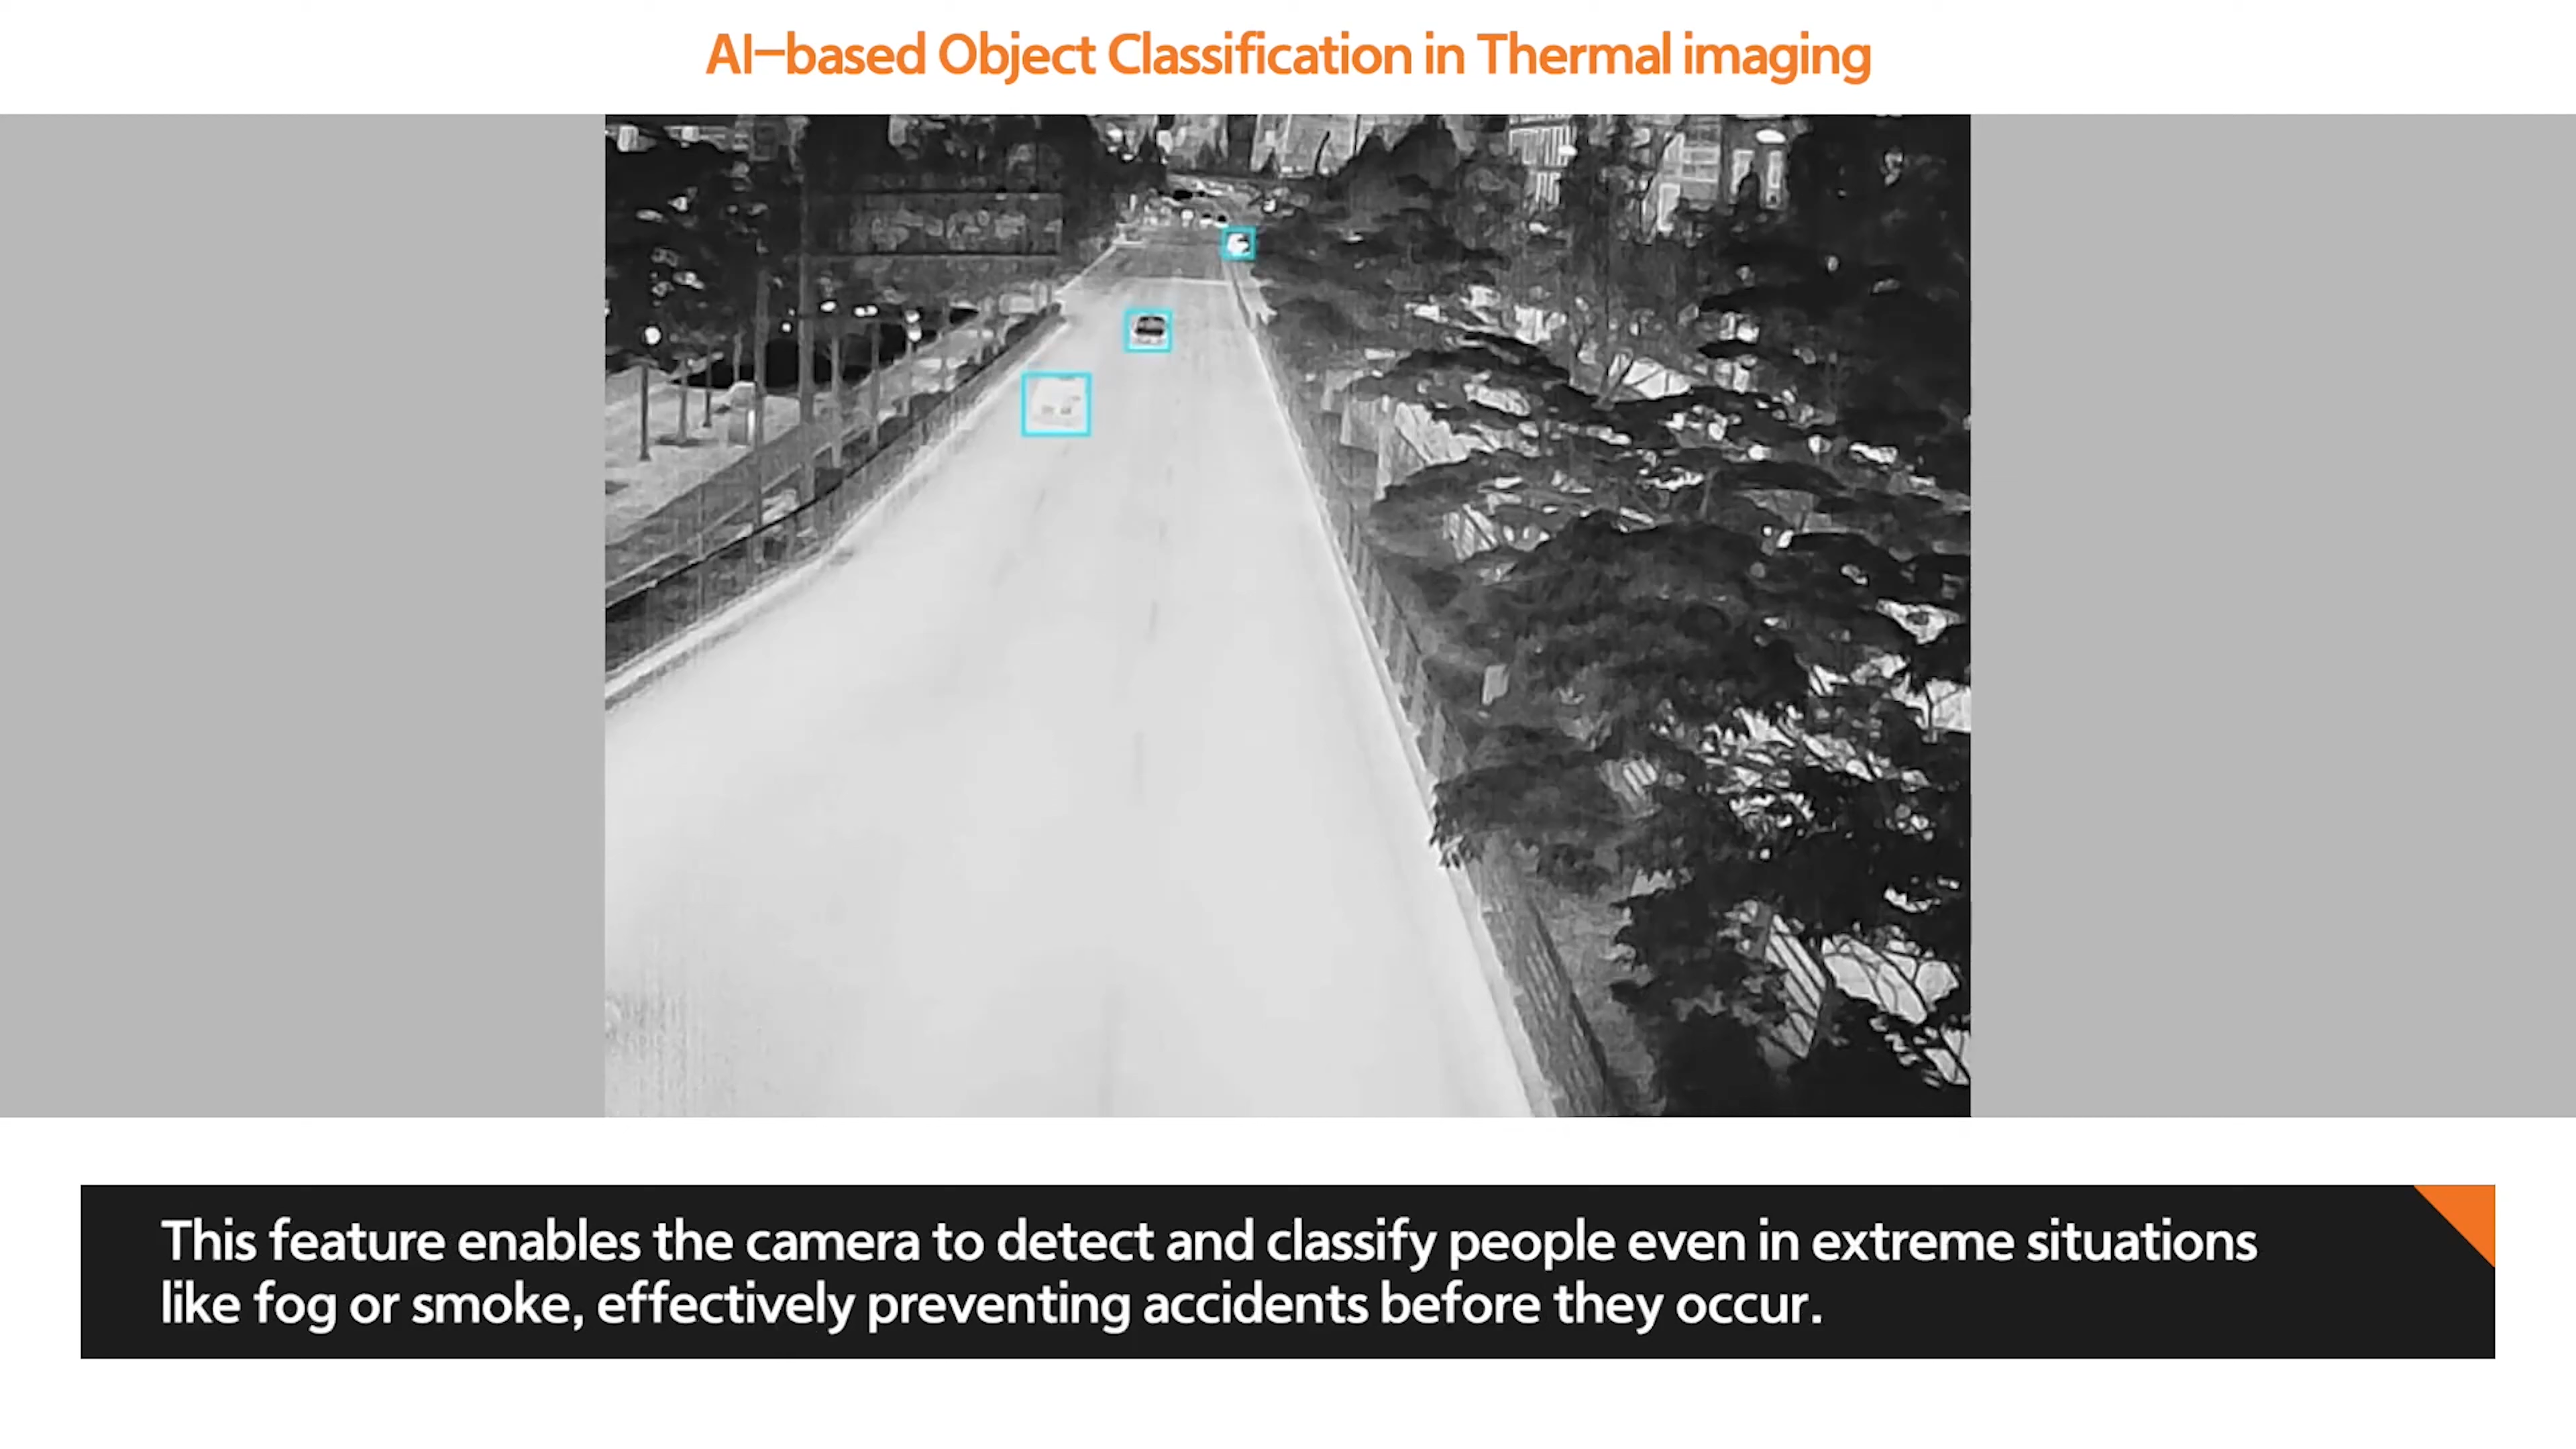 AI-based Object Classification in Thermal imaging
This feature enables the camera to detect and classify people even in extreme situations
like fog or smoke, effectively preventing accidents before they occur.